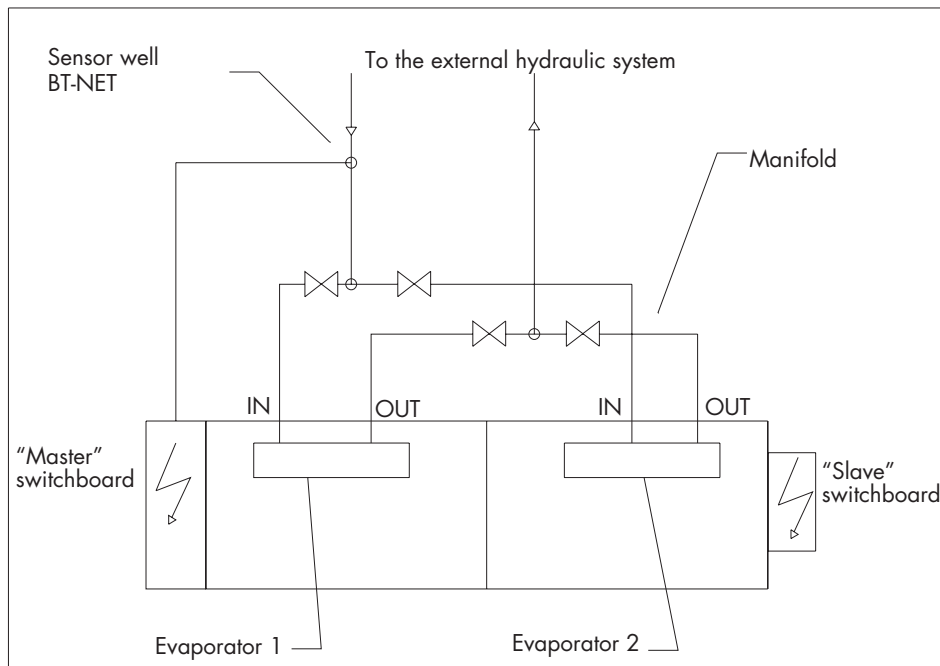 Sensor well
BT-NET
To the external hydraulic system
Manifold
IN
OUT
IN
OUT
“Master”
switchboard
“Slave”
switchboard
Evaporator 1
Evaporator 2